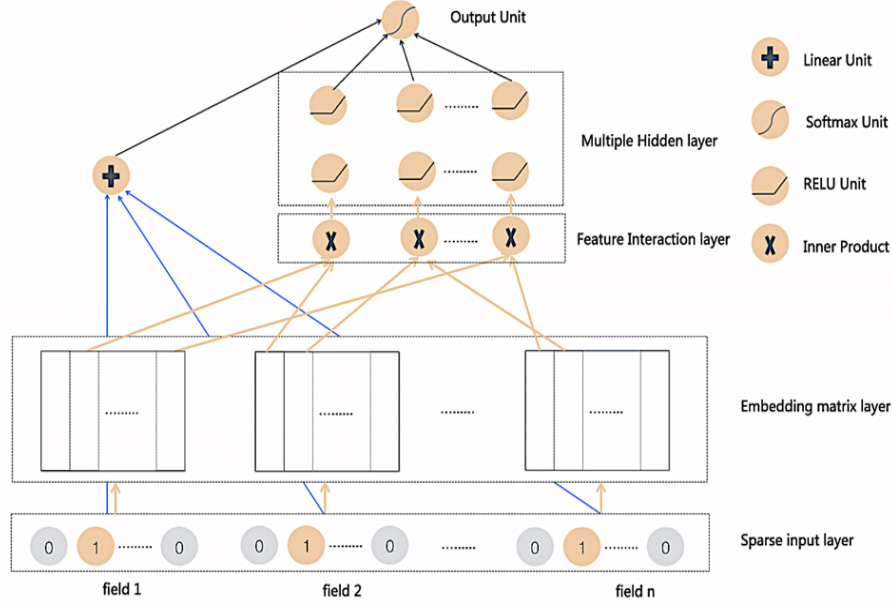 Output Unit
Linear Unit
Softmax Unit
Multiple Hidden layer
RELU Unit
Feature Interaction layer
Inner Product
.........
.........
.........
.........
.........
.........
.........
Embedding matrix layer
0 1 ......... 0
0 1 ......... 0
.........
0 1 ......... 0
Sparse input layer
field 1
field 2
field n